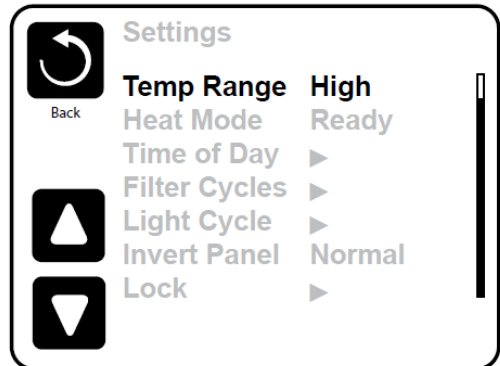 Settings
Back
Temp Range High
Heat Mode Ready
Time of Day ▶
Filter Cycles ▶
Light Cycle ▶
Invert Panel Normal
Lock ▶